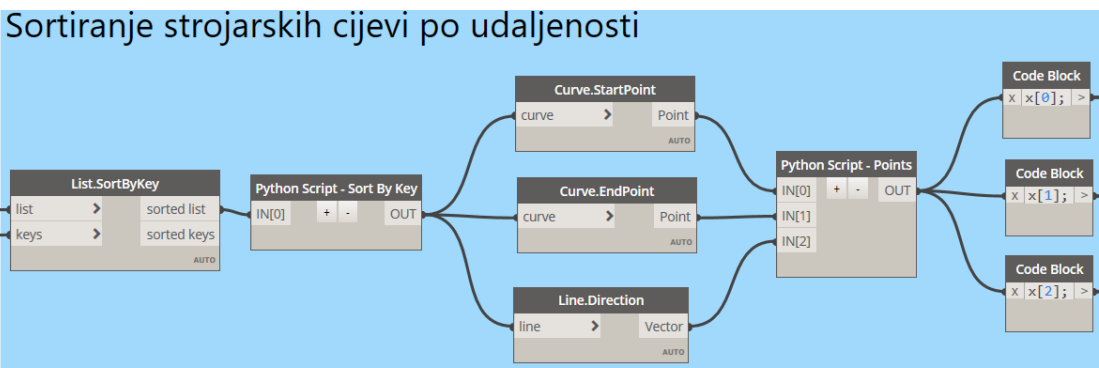 Sortiranje strojarskih cijevi po udaljenosti
List.SortByKey
list > sorted list
keys > sorted keys
AUTO
Python Script - Sort By Key
IN[0] + - OUT
Curve.StartPoint
curve > Point
AUTO
Curve.EndPoint
curve > Point
AUTO
Line.Direction
line > Vector
AUTO
Python Script - Points
IN[0] + - OUT
IN[1]
IN[2]
Code Block
x x[0]; >
Code Block
x x[1]; >
Code Block
x x[2]; >